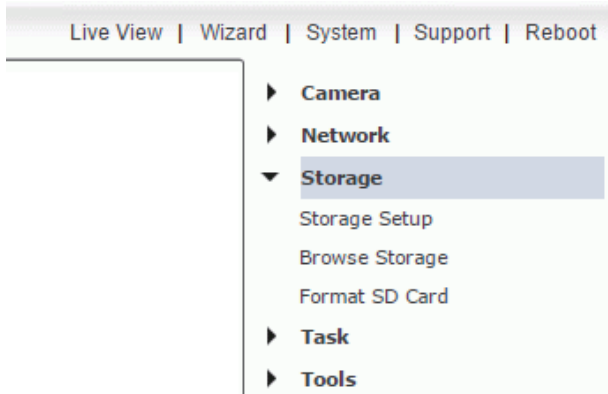 Live View | Wizard | System | Support | Reboot
Camera
Network
Storage
Storage Setup
Browse Storage
Format SD Card
Task
Tools